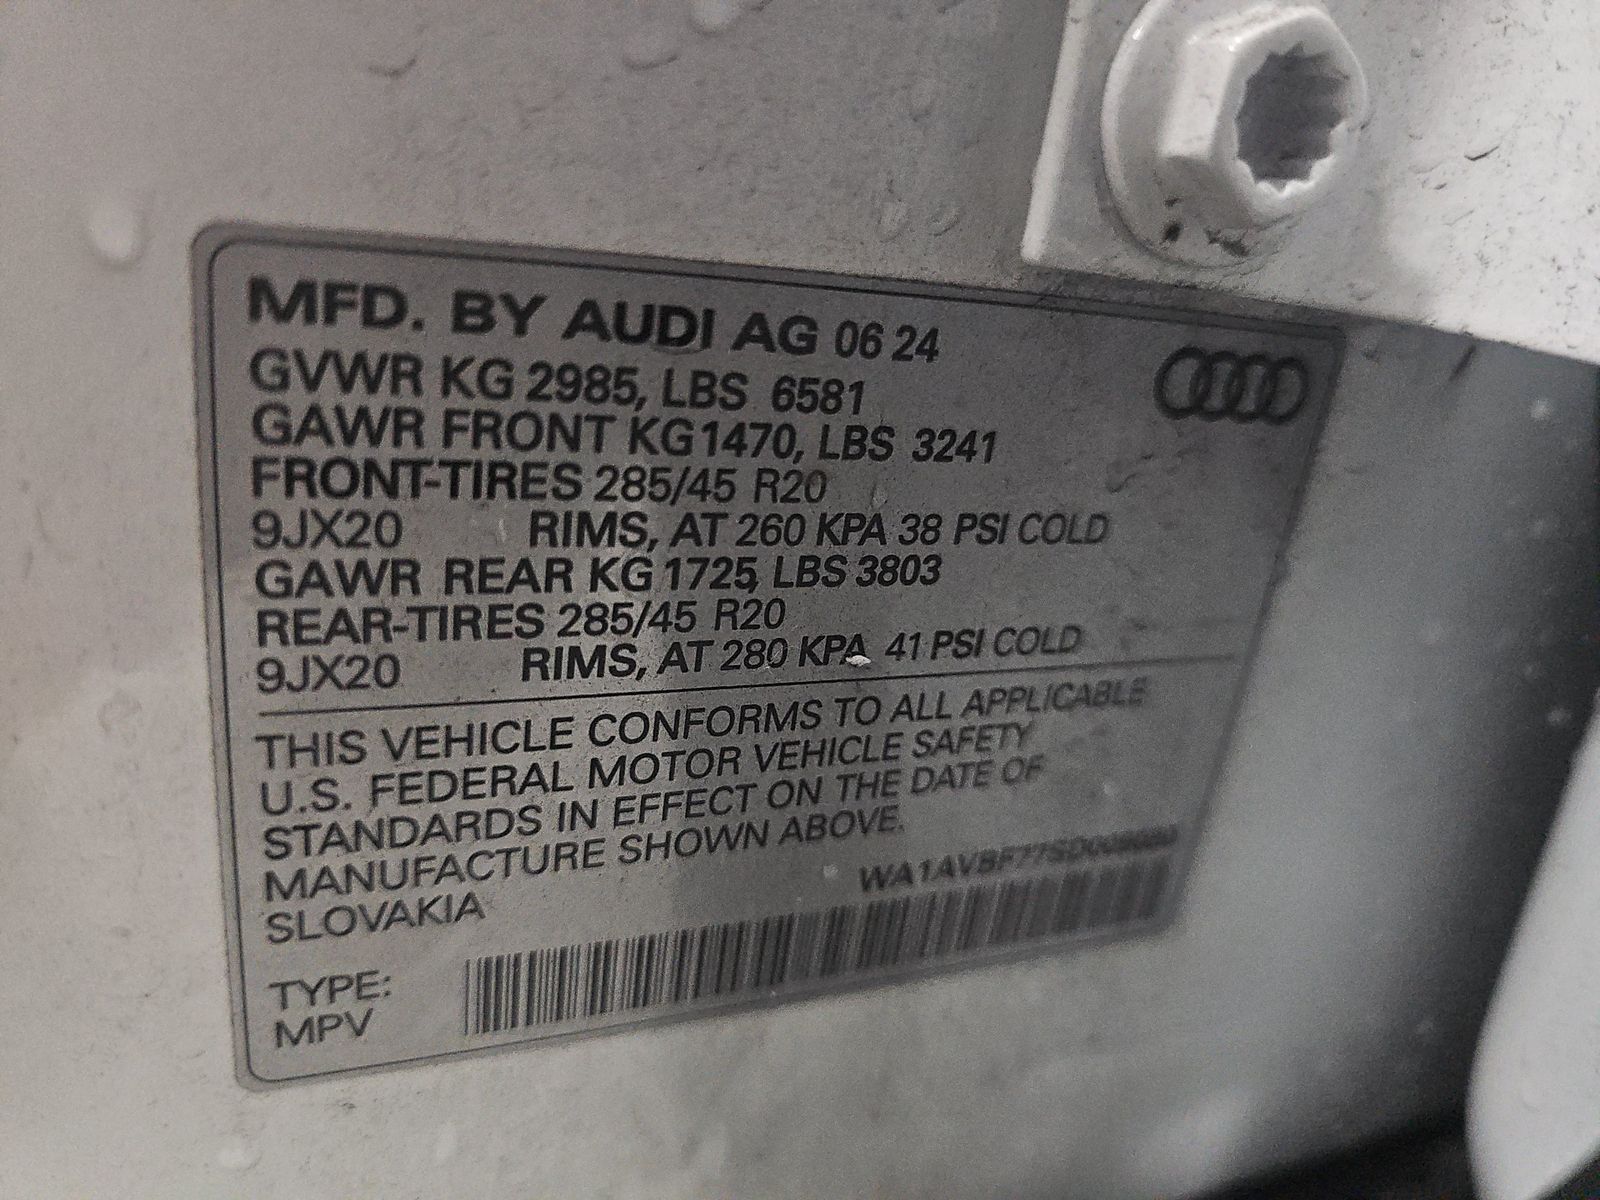 MFD. BY AUDI AG 06 24
GVWR KG 2985, LBS 6581
GAWR FRONT KG 1470, LBS 3241
FRONT-TIRES 285/45 R20
9JX20 RIMS, AT 260 KPA 38 PSI COLD
GAWR REAR KG 1725, LBS 3803
REAR-TIRES 285/45 R20
9JX20 RIMS, AT 280 KPA 41 PSI COLD
THIS VEHICLE CONFORMS TO ALL APPLICABLE
U.S. FEDERAL MOTOR VEHICLE SAFETY
STANDARDS IN EFFECT ON THE DATE OF
MANUFACTURE SHOWN ABOVE.
SLOVAKIA
TYPE:
MPV